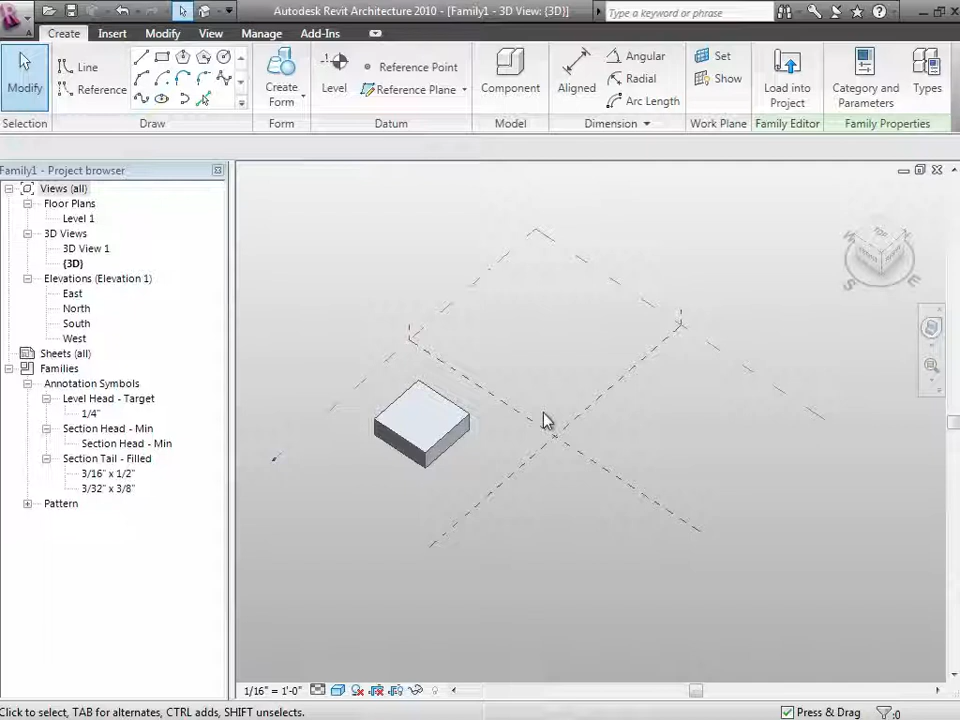 Autodesk Revit Architecture 2010 - [Family1 - 3D View: {3D}]
Type a keyword or phrase
Create Insert Modify View Manage Add-Ins
Modify
Line
Reference
Create
Form
Level
Reference Point
Reference Plane
Component
Aligned
Angular
Radial
Arc Length
Set
Show
Load into
Project
Category and
Parameters
Types
Selection Draw Form Datum Model Dimension Work Plane Family Editor Family Properties
Family1 - Project browser
Views (all)
Floor Plans
Level 1
3D Views
3D View 1
{3D}
Elevations (Elevation 1)
East
North
South
West
Sheets (all)
Families
Annotation Symbols
Level Head - Target
1/4"
Section Head - Min
Section Head - Min
Section Tail - Filled
3/16" x 1/2"
3/32" x 3/8"
Pattern
TOP
W
S
E
1/16" = 1'-0"
Click to select, TAB for alternates, CTRL adds, SHIFT unselects.
Press & Drag
:0